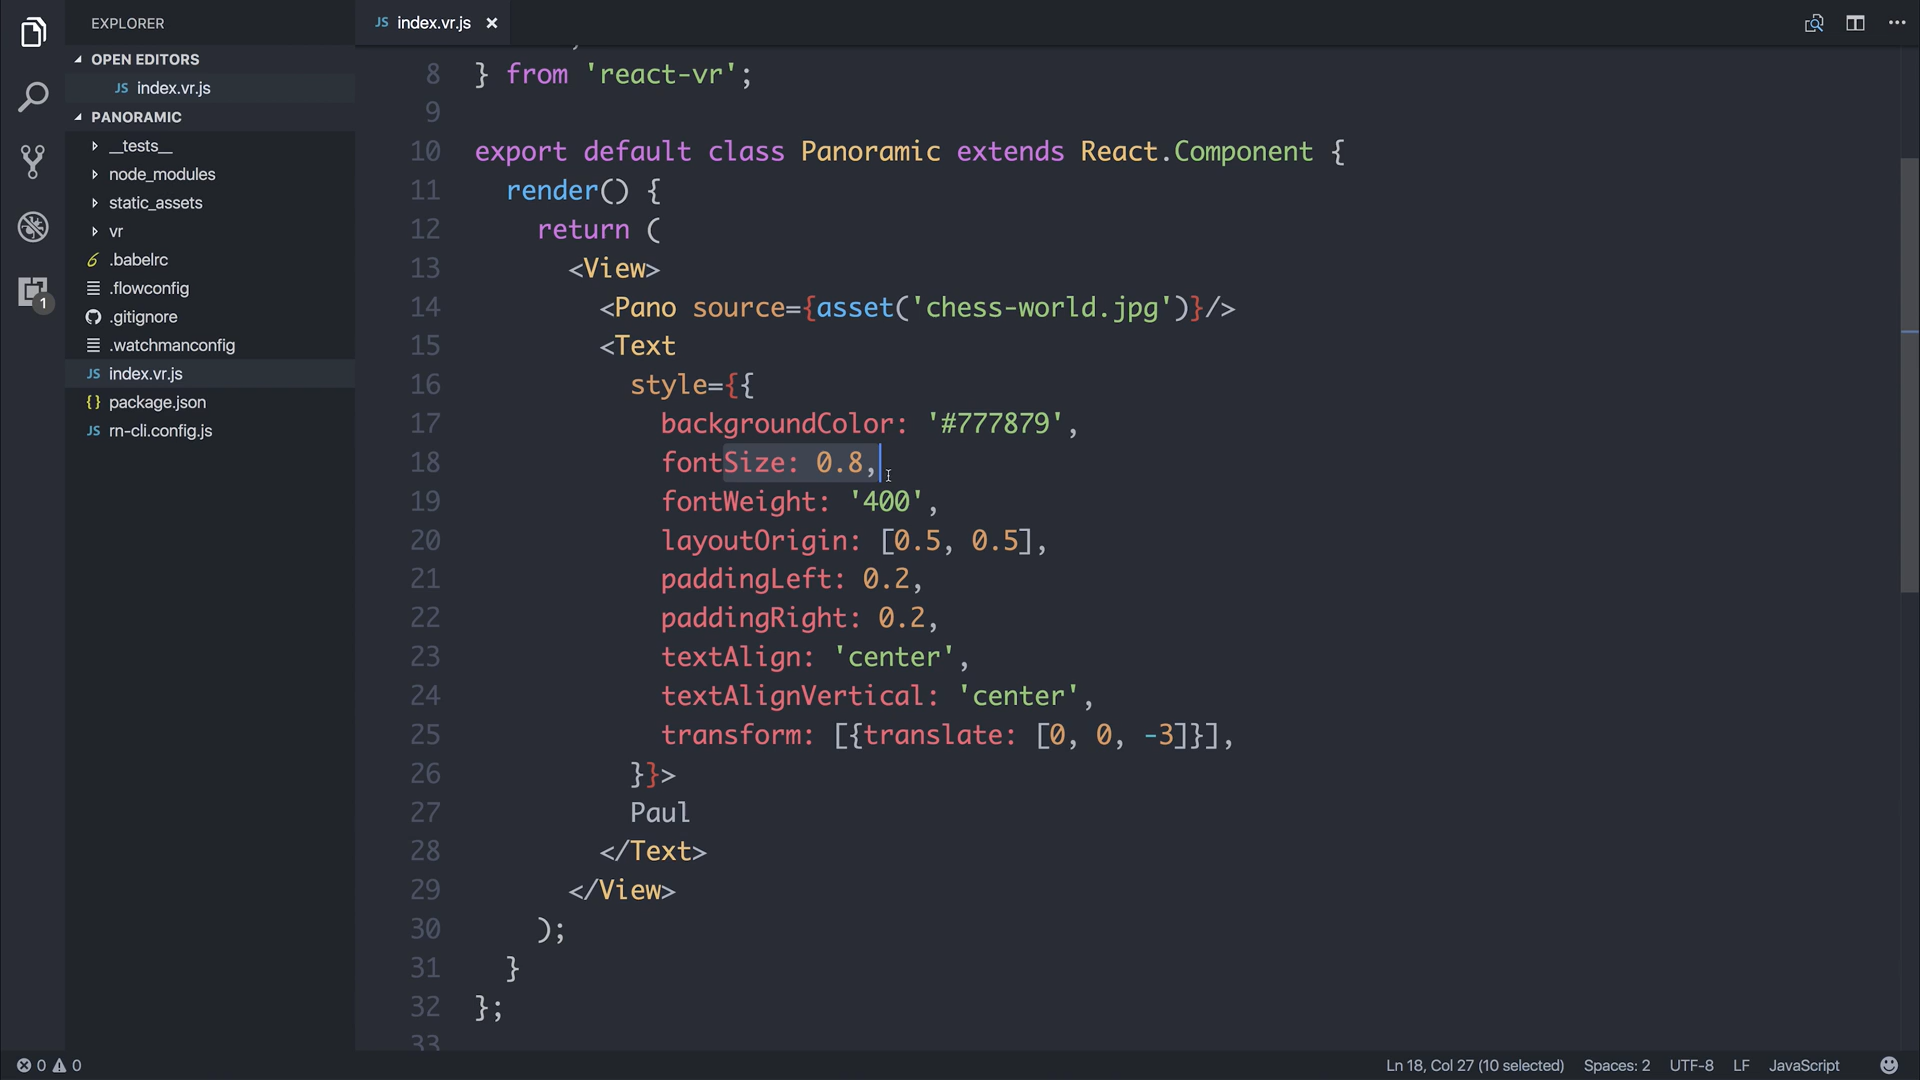 EXPLORER
OPEN EDITORS
JS index.vr.js
PANORAMIC
__tests__
node_modules
static_assets
vr
.babelrc
.flowconfig
.gitignore
.watchmanconfig
JS index.vr.js
{} package.json
JS rn-cli.config.js
1
JS index.vr.js
8 } from 'react-vr';
9
10 export default class Panoramic extends React.Component {
11 render() {
12 return (
13 <View>
14 <Pano source={asset('chess-world.jpg')}/>
15 <Text
16 style={{
17 backgroundColor: '#777879',
18 fontSize: 0.8,
19 fontWeight: '400',
20 layoutOrigin: [0.5, 0.5],
21 paddingLeft: 0.2,
22 paddingRight: 0.2,
23 textAlign: 'center',
24 textAlignVertical: 'center',
25 transform: [{translate: [0, 0, -3]}],
26 }}>
27 Paul
28 </Text>
29 </View>
30 );
31 }
32 };
33
0 0
Ln 18, Col 27 (10 selected) Spaces: 2 UTF-8 LF JavaScript